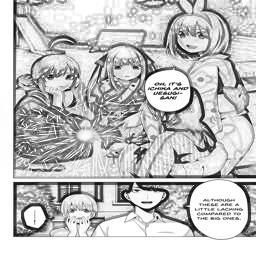 OH, IT'S
ICHIKA AND
UESUGI-
SAN!
ALTHOUGH
THESE ARE A
LITTLE LACKING
COMPARED TO
THE BIG ONES,